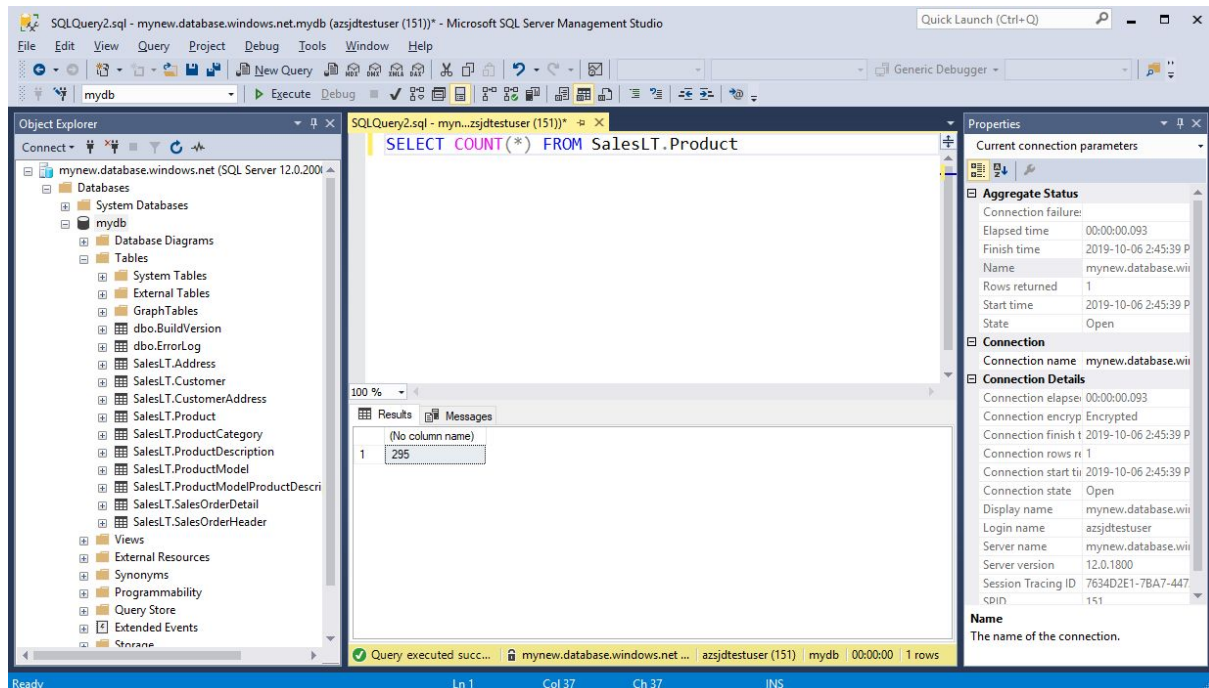 SQLQuery2.sql - mynew.database.windows.net.mydb (azsjdtestuser (151))* - Microsoft SQL Server Management Studio
Quick Launch (Ctrl+Q)
File Edit View Query Project Debug Tools Window Help
New Query
MDX DMX XMLA DAX
Generic Debugger
mydb
Execute Debug
Object Explorer
Connect
mynew.database.windows.net (SQL Server 12.0.200
Databases
System Databases
mydb
Database Diagrams
Tables
System Tables
External Tables
GraphTables
dbo.BuildVersion
dbo.ErrorLog
SalesLT.Address
SalesLT.Customer
SalesLT.CustomerAddress
SalesLT.Product
SalesLT.ProductCategory
SalesLT.ProductDescription
SalesLT.ProductModel
SalesLT.ProductModelProductDescri
SalesLT.SalesOrderDetail
SalesLT.SalesOrderHeader
Views
External Resources
Synonyms
Programmability
Query Store
Extended Events
Storage
SQLQuery2.sql - myn...zsjdtestuser (151))*
SELECT COUNT(*) FROM SalesLT.Product
100 %
Results Messages
(No column name)
1 295
Query executed succ... mynew.database.windows.net ... azsjdtestuser (151) mydb 00:00:00 1 rows
Properties
Current connection parameters
Aggregate Status
Connection failure
Elapsed time 00:00:00.093
Finish time 2019-10-06 2:45:39 P
Name mynew.database.wi
Rows returned 1
Start time 2019-10-06 2:45:39 P
State Open
Connection
Connection name mynew.database.wi
Connection Details
Connection elapse 00:00:00.093
Connection encryp Encrypted
Connection finish t 2019-10-06 2:45:39 P
Connection rows re 1
Connection start ti 2019-10-06 2:45:39 P
Connection state Open
Display name mynew.database.wi
Login name azsjdtestuser
Server name mynew.database.wi
Server version 12.0.1800
Session Tracing ID 7634D2E1-7BA7-447
SPID 151
Name
The name of the connection.
Ready Ln 1 Col 37 Ch 37 INS